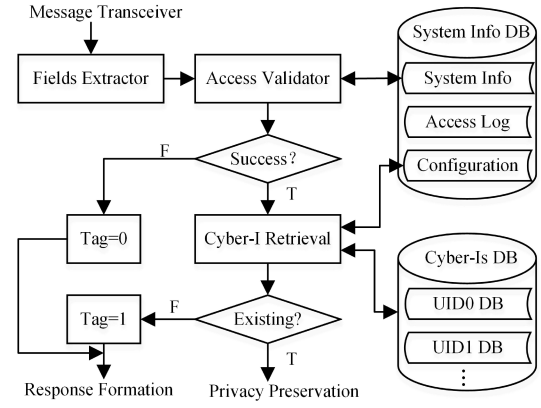 Message Transceiver
System Info DB
Fields Extractor
Access Validator
System Info
Access Log
F
Success?
Configuration
T
Tag=0
Cyber-I Retrieval
Cyber-Is DB
UID0 DB
Tag=1
F
Existing?
UID1 DB
T
⋮
Response Formation
Privacy Preservation